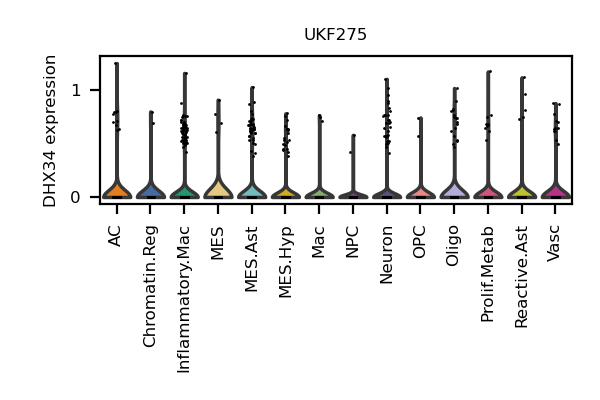 UKF275
DHX34 expression
1
0
AC
Chromatin.Reg
Inflammatory.Mac
MES
MES.Ast
MES.Hyp
Mac
NPC
Neuron
OPC
Oligo
Prolif.Metab
Reactive.Ast
Vasc